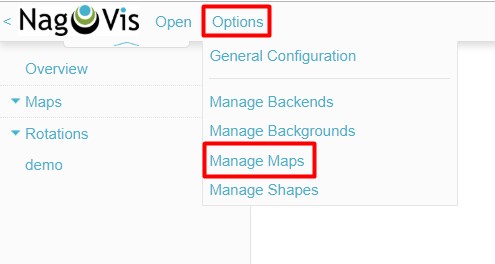 < NagVis Open Options
General Configuration
Overview
Maps
Manage Backends
Rotations
Manage Backgrounds
demo
Manage Maps
Manage Shapes